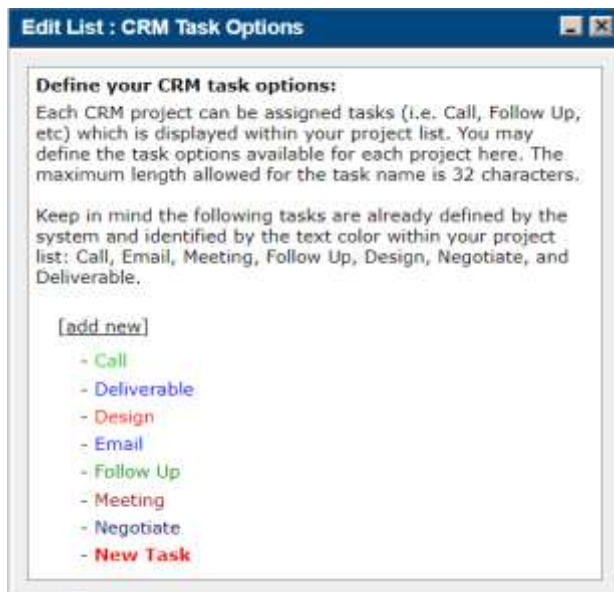 Edit List : CRM Task Options
Define your CRM task options:
Each CRM project can be assigned tasks (i.e. Call, Follow Up,
etc) which is displayed within your project list. You may
define the task options available for each project here. The
maximum length allowed for the task name is 32 characters.
Keep in mind the following tasks are already defined by the
system and identified by the text color within your project
list: Call, Email, Meeting, Follow Up, Design, Negotiate, and
Deliverable.
[add new]
- Call
- Deliverable
- Design
- Email
- Follow Up
- Meeting
- Negotiate
- New Task